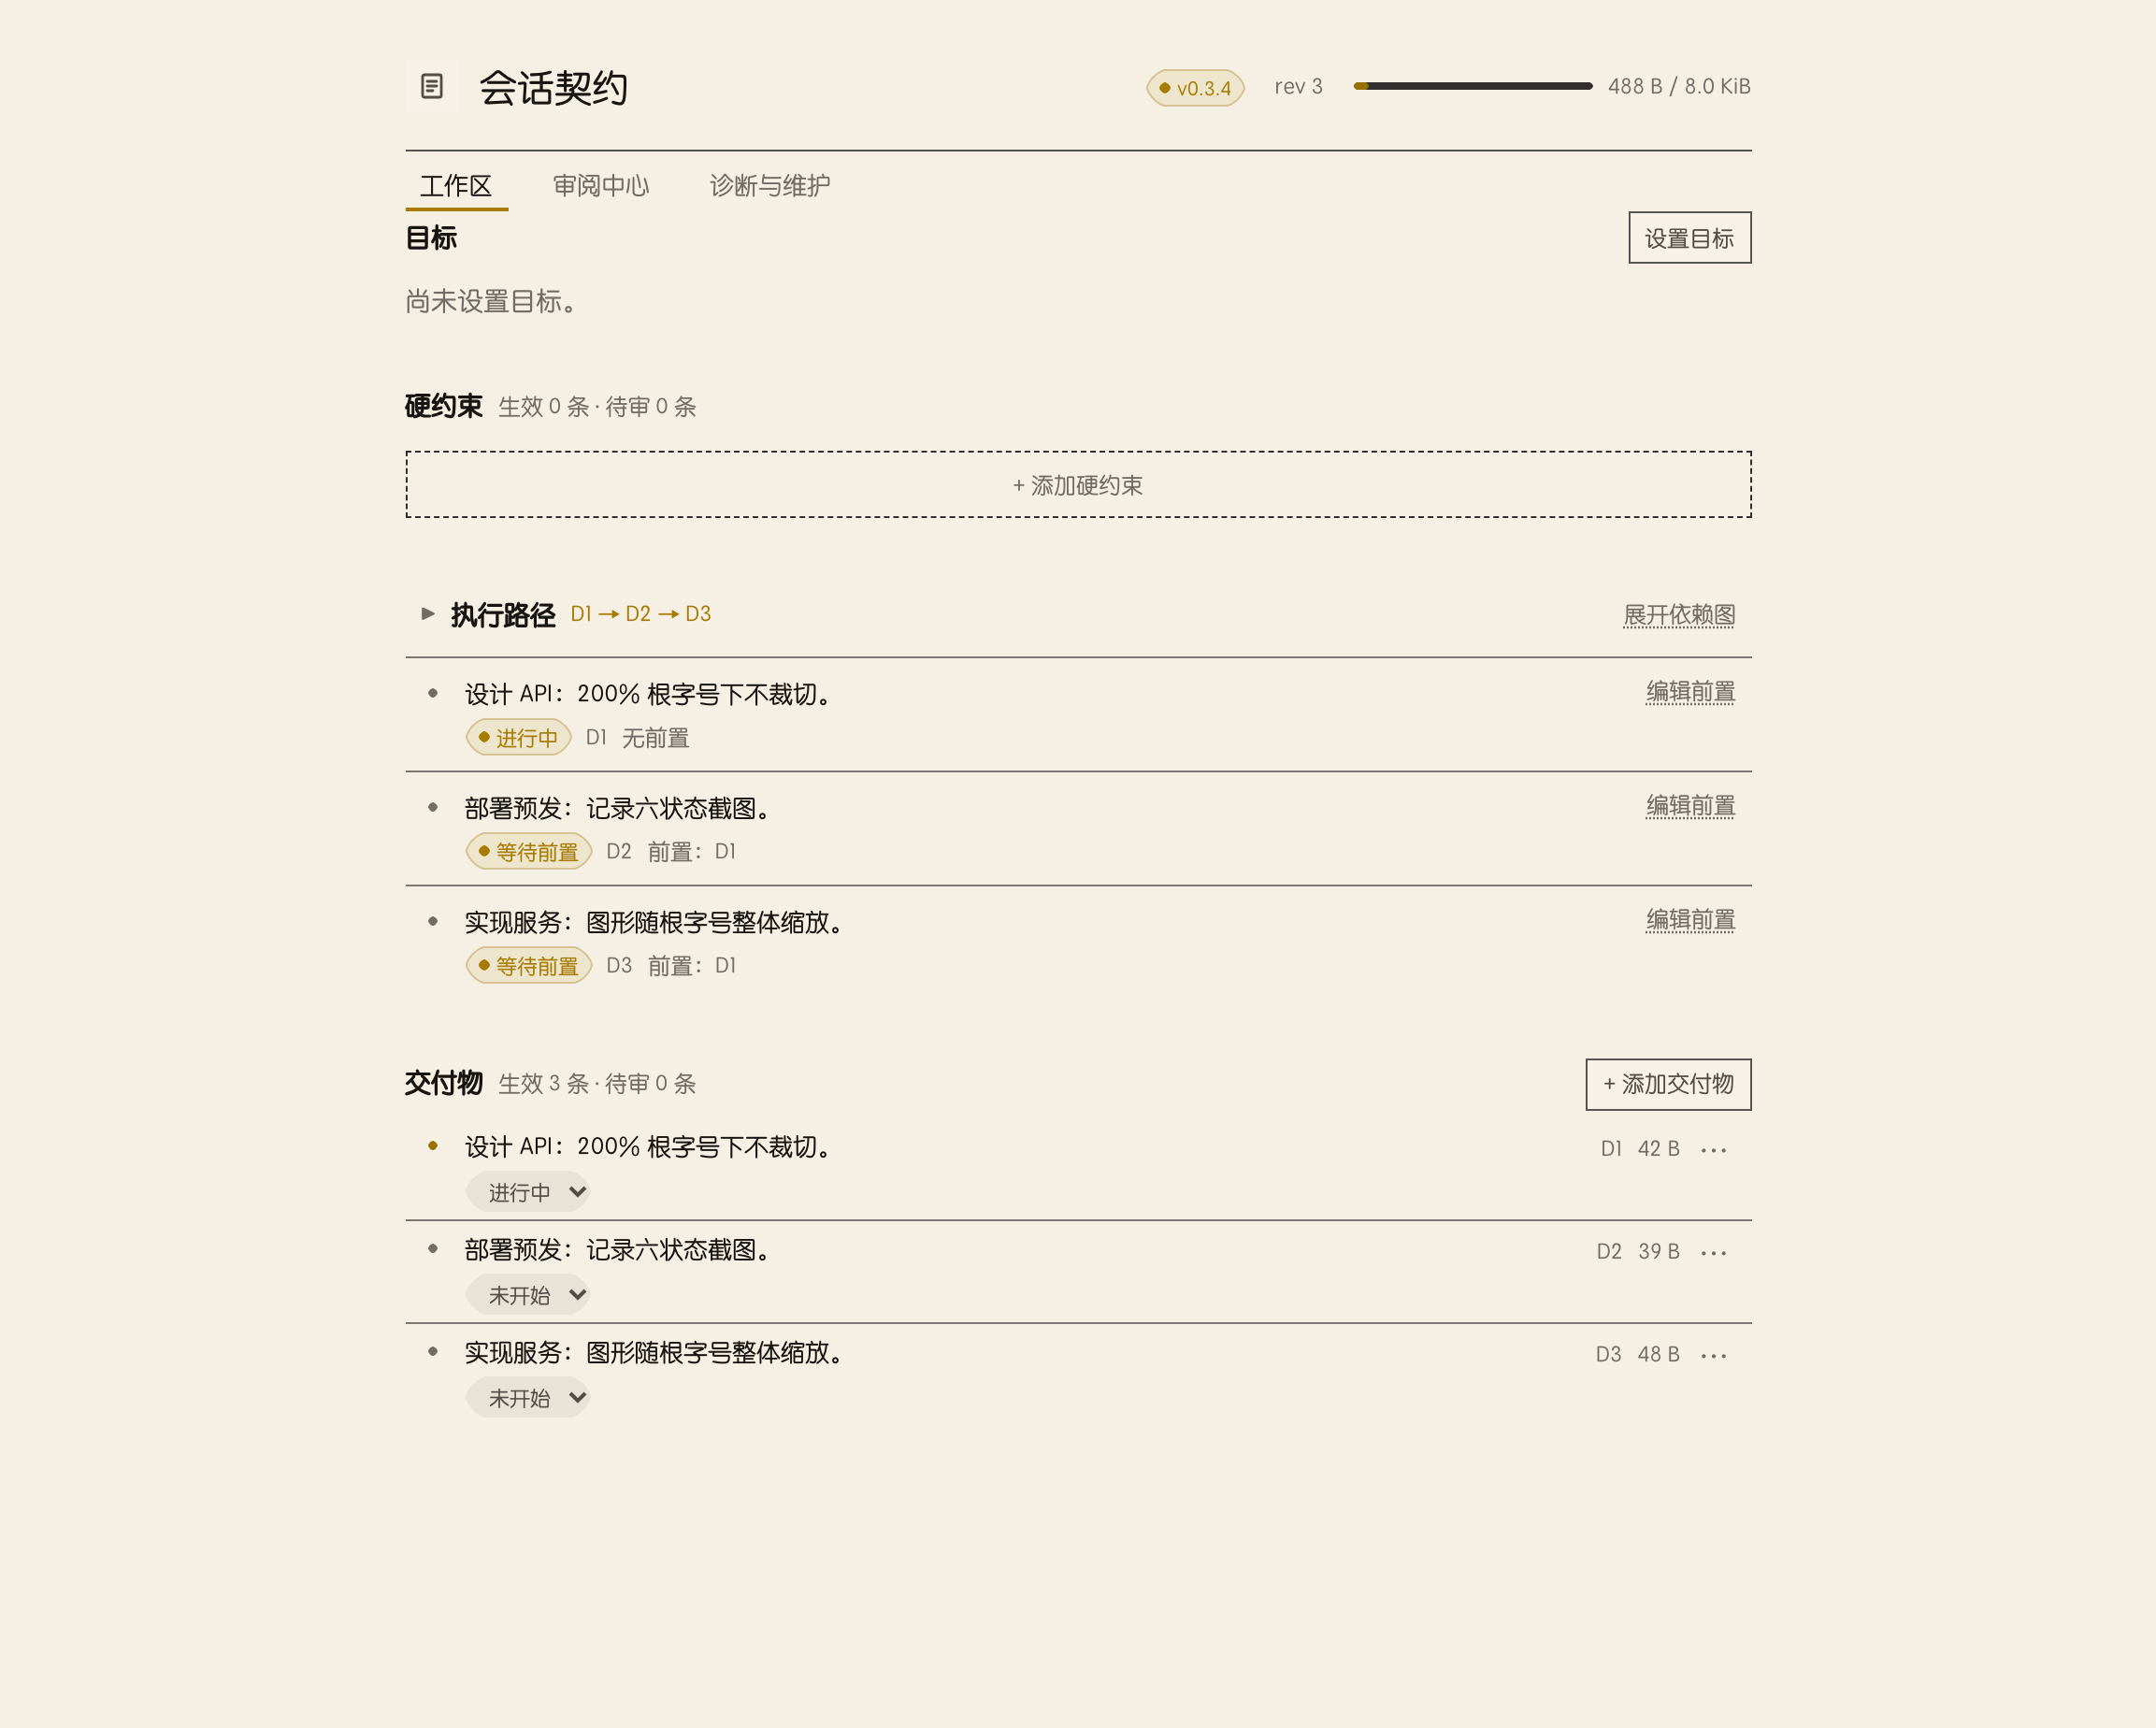 会话契约
v0.3.4 rev 3 488 B / 8.0 KiB
工作区 审阅中心 诊断与维护
目标 设置目标
尚未设置目标。
硬约束 生效 0 条 · 待审 0 条
+ 添加硬约束
执行路径 D1 → D2 → D3 展开依赖图
设计 API：200% 根字号下不裁切。 编辑前置
进行中 D1 无前置
部署预发：记录六状态截图。 编辑前置
等待前置 D2 前置：D1
实现服务：图形随根字号整体缩放。 编辑前置
等待前置 D3 前置：D1
交付物 生效 3 条 · 待审 0 条 + 添加交付物
设计 API：200% 根字号下不裁切。 D1 42 B ···
进行中
部署预发：记录六状态截图。 D2 39 B ···
未开始
实现服务：图形随根字号整体缩放。 D3 48 B ···
未开始